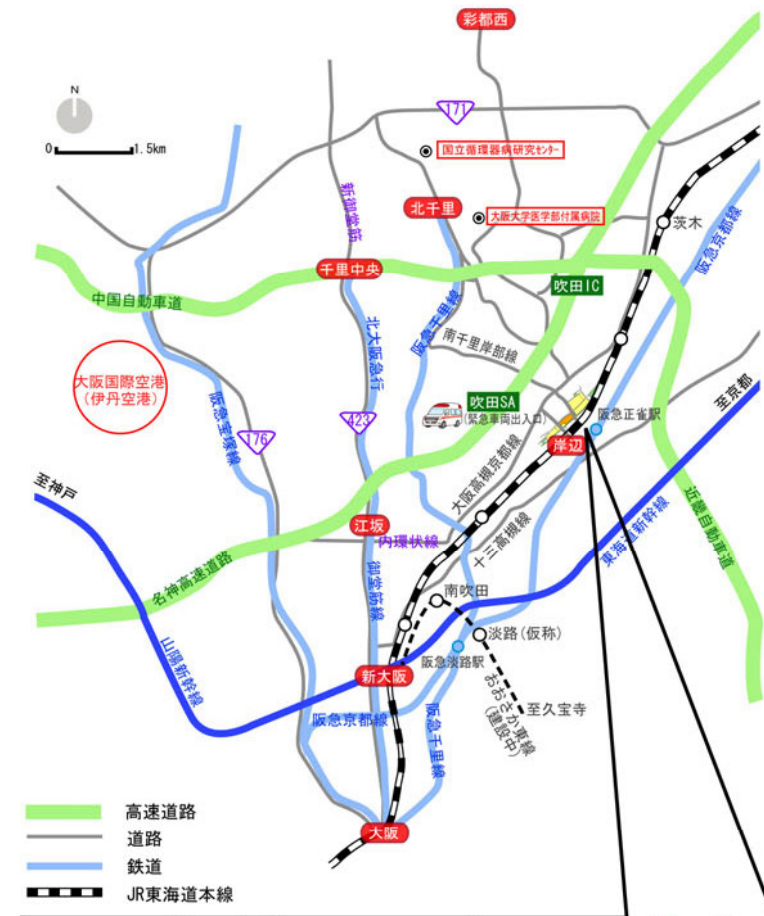 彩都西
N
0 1.5km
171
国立循環器病研究センター
新御堂筋
北千里
大阪大学医学部付属病院
茨木
阪急京都線
千里中央
中国自動車道
吹田IC
阪急千里線
北大阪急行
南千里岸部線
大阪国際空港
(伊丹空港)
吹田SA
(緊急車両出入口)
阪急正雀駅
至京都
阪急宝塚線
176
423
岸辺
大阪高槻京都線
至神戸
江坂
内環状線
十三高槻線
東海道新幹線
近畿自動車道
名神高速道路
御堂筋線
南吹田
淡路(仮称)
山陽新幹線
阪急淡路駅
新大阪
おおさか東線
(建設中)
至久宝寺
阪急京都線
阪急千里線
大阪
高速道路
道路
鉄道
JR東海道本線